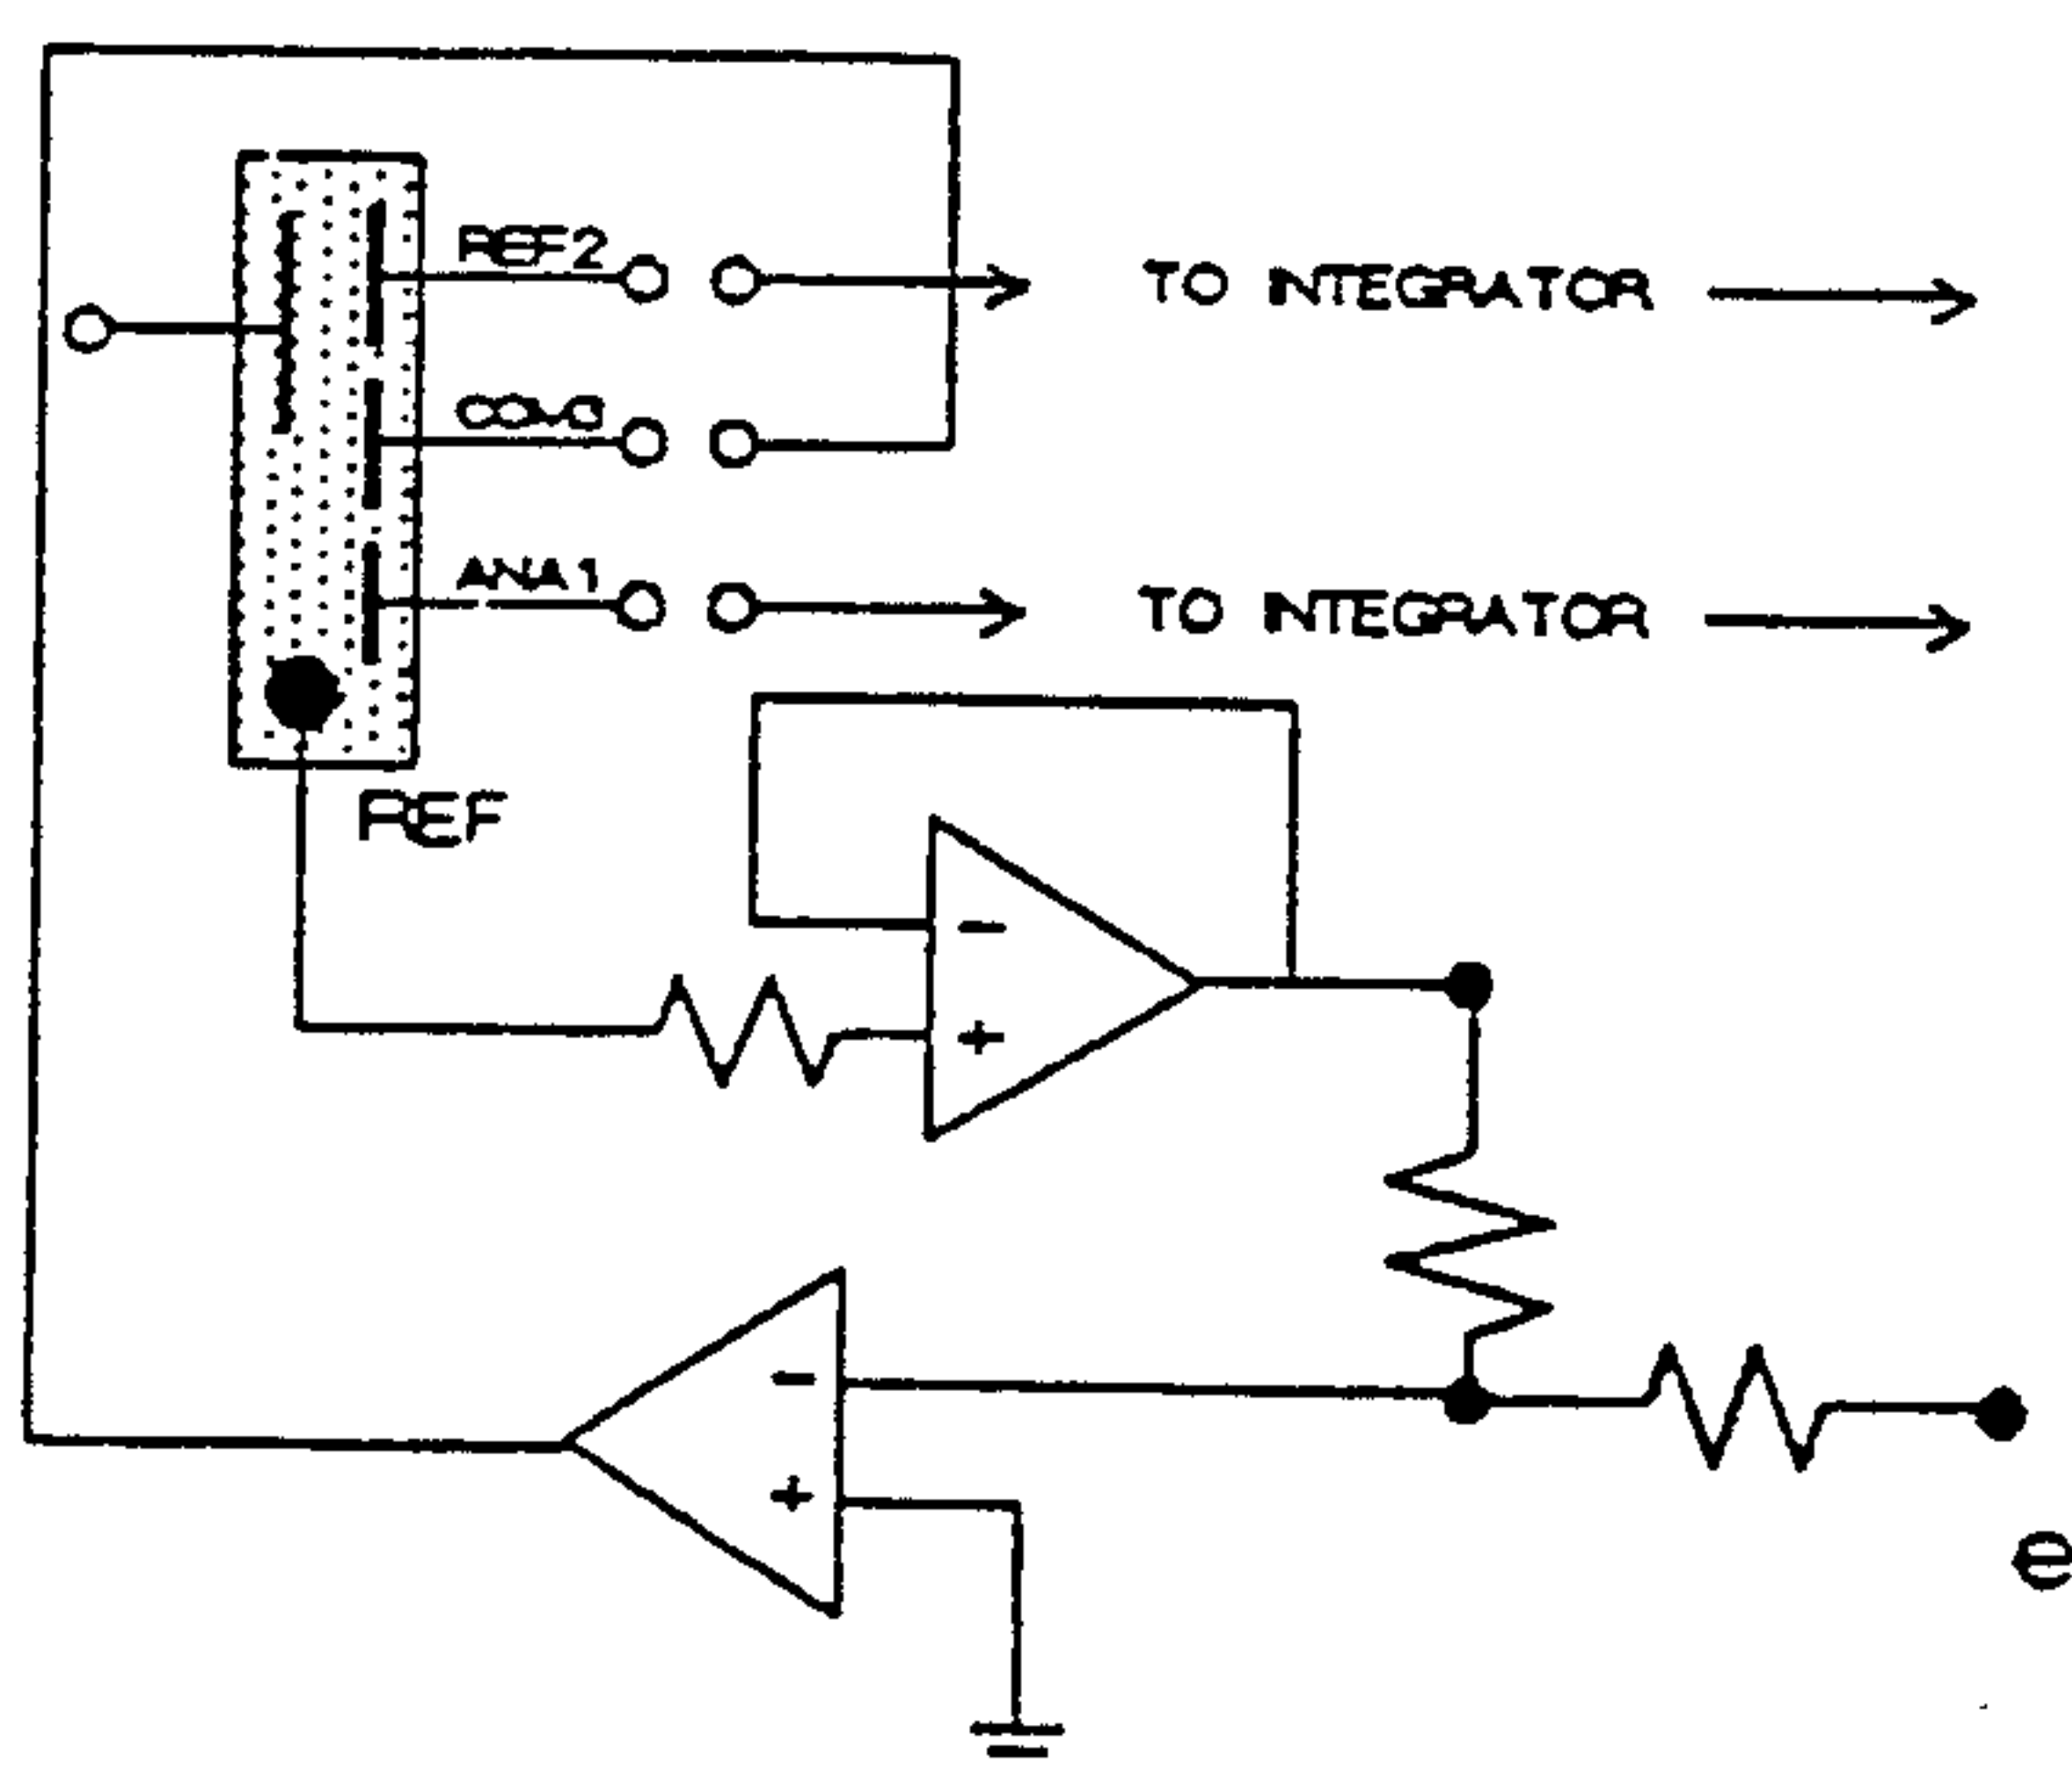 REF2
TO INTEGRATOR
ANA1
TO INTEGRATOR
REF
-
+
-
+
e